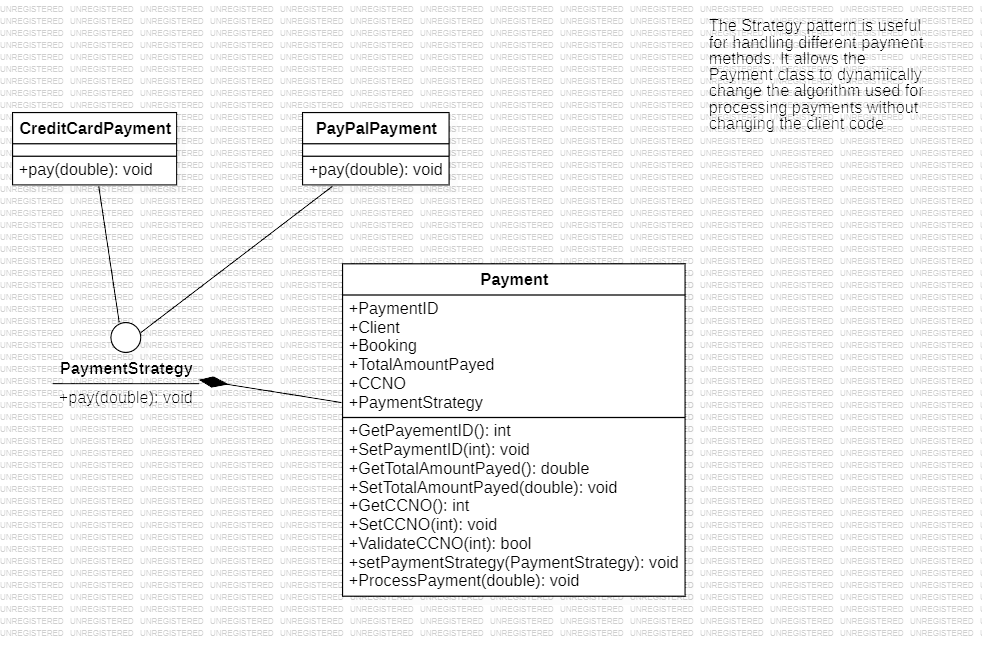 The Strategy pattern is useful
for handling different payment
methods. It allows the
Payment class to dynamically
change the algorithm used for
processing payments without
changing the client code
CreditCardPayment
+pay(double): void
PayPalPayment
+pay(double): void
PaymentStrategy
+pay(double): void
Payment
+PaymentID
+Client
+Booking
+TotalAmountPayed
+CCNO
+PaymentStrategy
+GetPayementID(): int
+SetPaymentID(int): void
+GetTotalAmountPayed(): double
+SetTotalAmountPayed(double): void
+GetCCNO(): int
+SetCCNO(int): void
+ValidateCCNO(int): bool
+setPaymentStrategy(PaymentStrategy): void
+ProcessPayment(double): void
UNREGISTERED